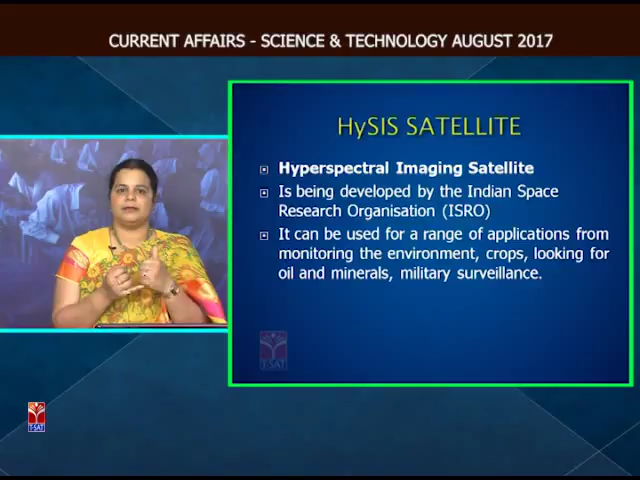 CURRENT AFFAIRS - SCIENCE & TECHNOLOGY AUGUST 2017
HySIS SATELLITE
Hyperspectral Imaging Satellite
Is being developed by the Indian Space
Research Organisation (ISRO)
It can be used for a range of applications from
monitoring the environment, crops, looking for
oil and minerals, military surveillance.
T-SAT
T-SAT